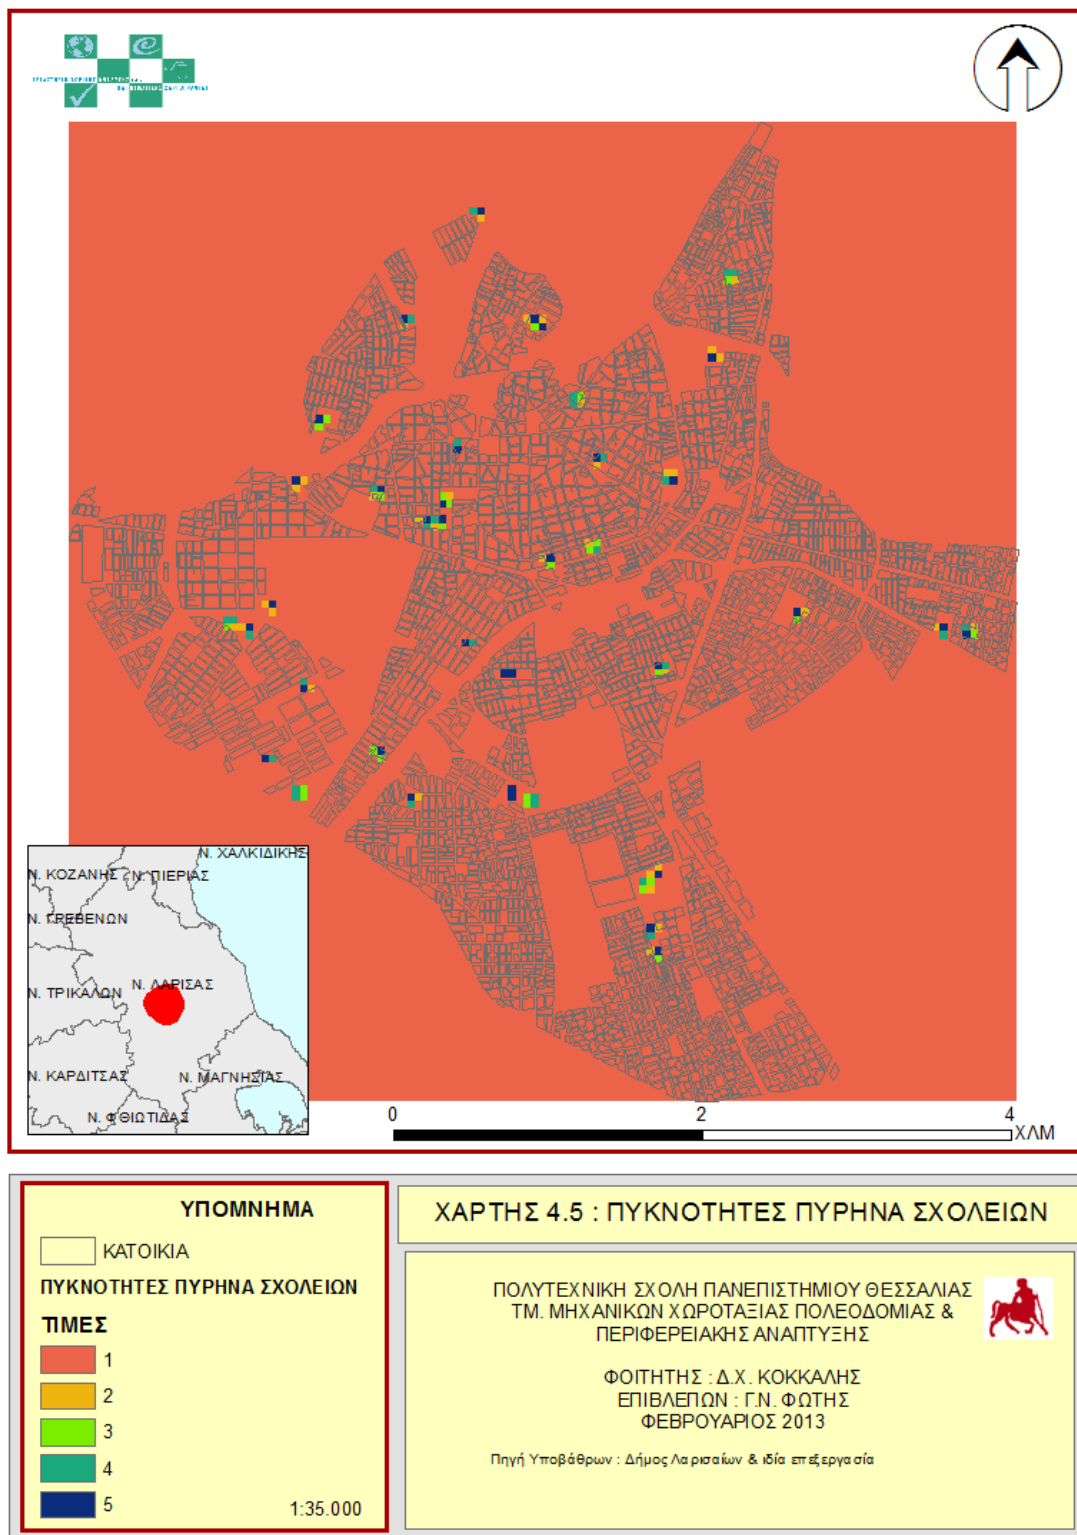 Ν. ΧΑΛΚΙΔΙΚΗΣ
Ν. ΚΟΖΑΝΗΣ
Ν. ΠΙΕΡΙΑΣ
Ν. ΓΡΕΒΕΝΩΝ
Ν. ΛΑΡΙΣΑΣ
Ν. ΤΡΙΚΑΛΩΝ
Ν. ΚΑΡΔΙΤΣΑΣ
Ν. ΜΑΓΝΗΣΙΑΣ
Ν. ΦΘΙΩΤΙΔΑΣ
0 2 4
ΧΛΜ
ΥΠΟΜΝΗΜΑ
ΚΑΤΟΙΚΙΑ
ΠΥΚΝΟΤΗΤΕΣ ΠΥΡΗΝΑ ΣΧΟΛΕΙΩΝ
ΤΙΜΕΣ
1
2
3
4
5
1:35.000
ΧΑΡΤΗΣ 4.5 : ΠΥΚΝΟΤΗΤΕΣ ΠΥΡΗΝΑ ΣΧΟΛΕΙΩΝ
ΠΟΛΥΤΕΧΝΙΚΗ ΣΧΟΛΗ ΠΑΝΕΠΙΣΤΗΜΙΟΥ ΘΕΣΣΑΛΙΑΣ
ΤΜ. ΜΗΧΑΝΙΚΩΝ ΧΩΡΟΤΑΞΙΑΣ ΠΟΛΕΟΔΟΜΙΑΣ &
ΠΕΡΙΦΕΡΕΙΑΚΗΣ ΑΝΑΠΤΥΞΗΣ
ΦΟΙΤΗΤΗΣ : Δ.Χ. ΚΟΚΚΑΛΗΣ
ΕΠΙΒΛΕΠΩΝ : Γ.Ν. ΦΩΤΗΣ
ΦΕΒΡΟΥΑΡΙΟΣ 2013
Πηγή Υποβάθρων : Δήμος Λαρισαίων & ιδία επεξεργασία